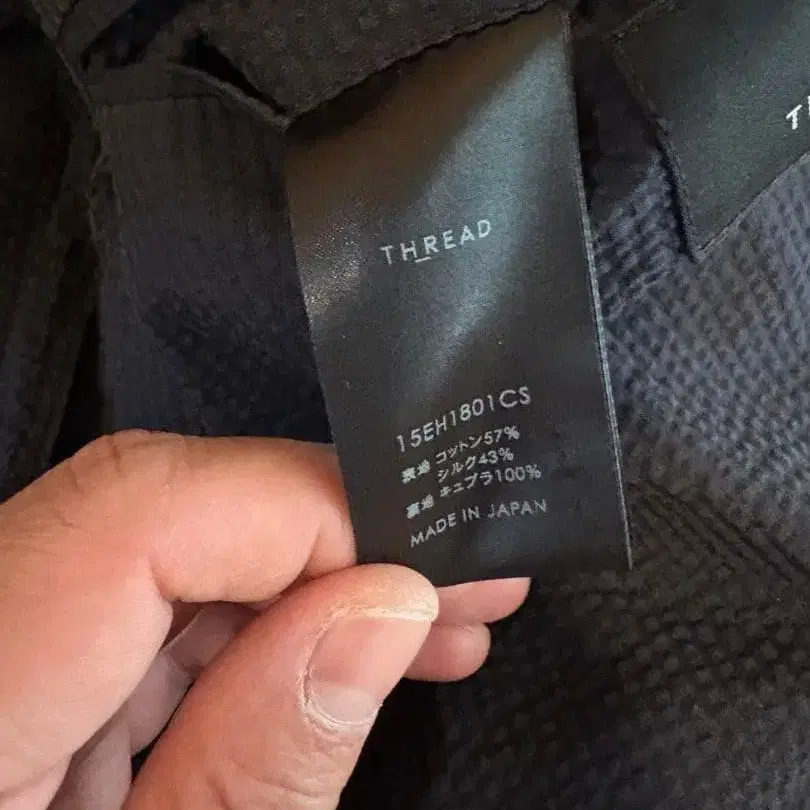 TH_READ
15EH1801CS
表地 コットン57%
シルク43%
裏地 キュプラ100%
MADE IN JAPAN